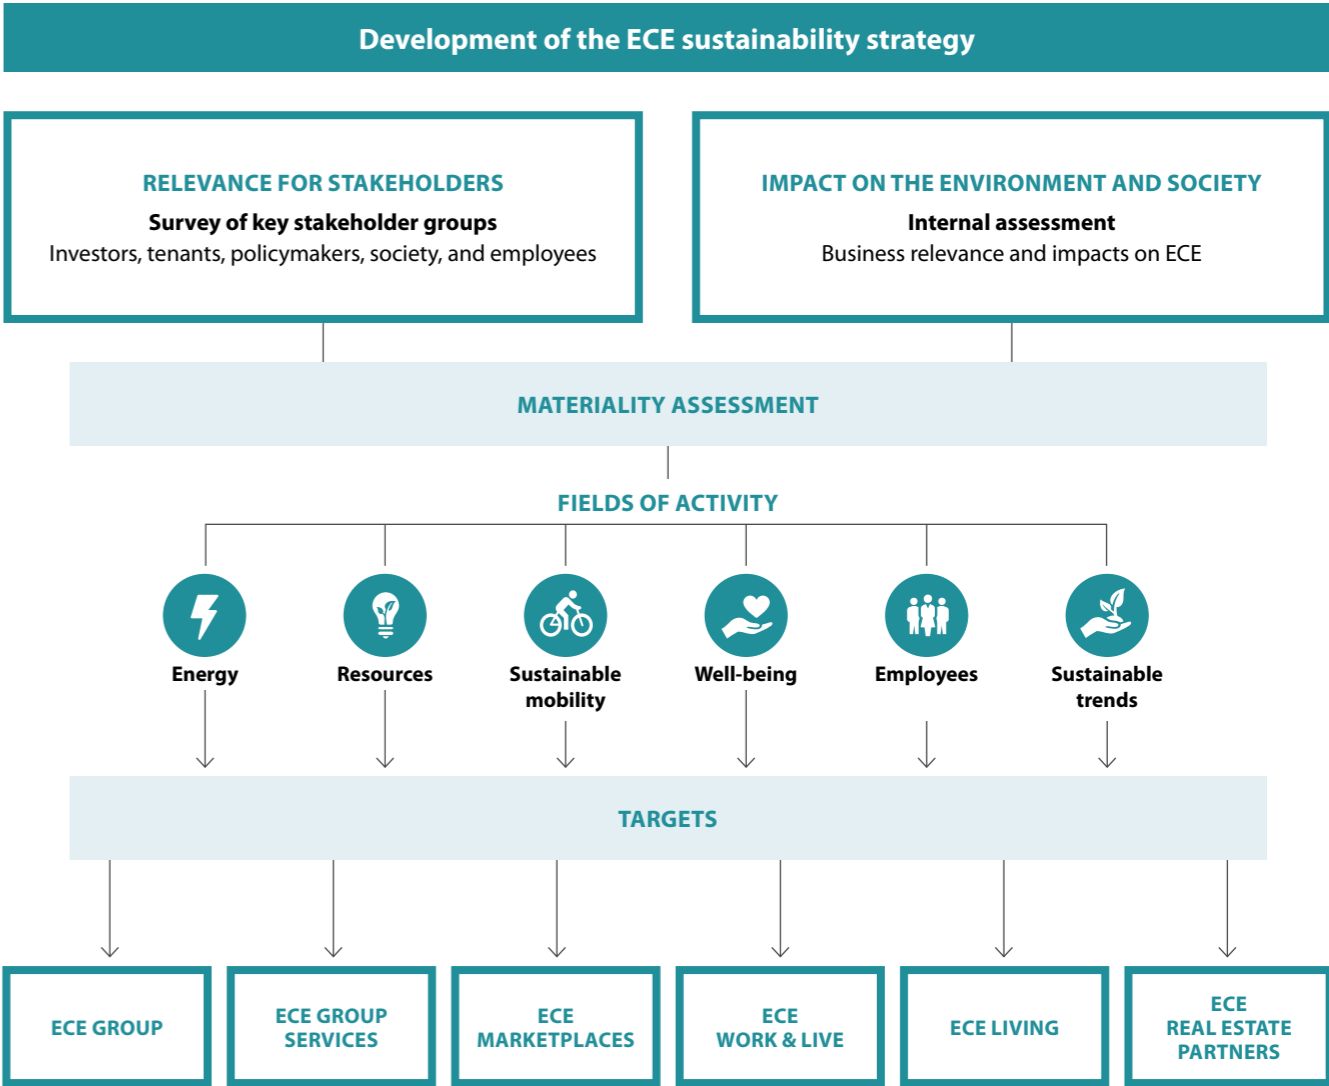 Development of the ECE sustainability strategy
RELEVANCE FOR STAKEHOLDERS
Survey of key stakeholder groups
Investors, tenants, policymakers, society, and employees
IMPACT ON THE ENVIRONMENT AND SOCIETY
Internal assessment
Business relevance and impacts on ECE
MATERIALITY ASSESSMENT
FIELDS OF ACTIVITY
Energy
Resources
Sustainable
mobility
Well-being
Employees
Sustainable
trends
TARGETS
ECE GROUP
ECE GROUP
SERVICES
ECE
MARKETPLACES
ECE
WORK & LIVE
ECE LIVING
ECE
REAL ESTATE
PARTNERS